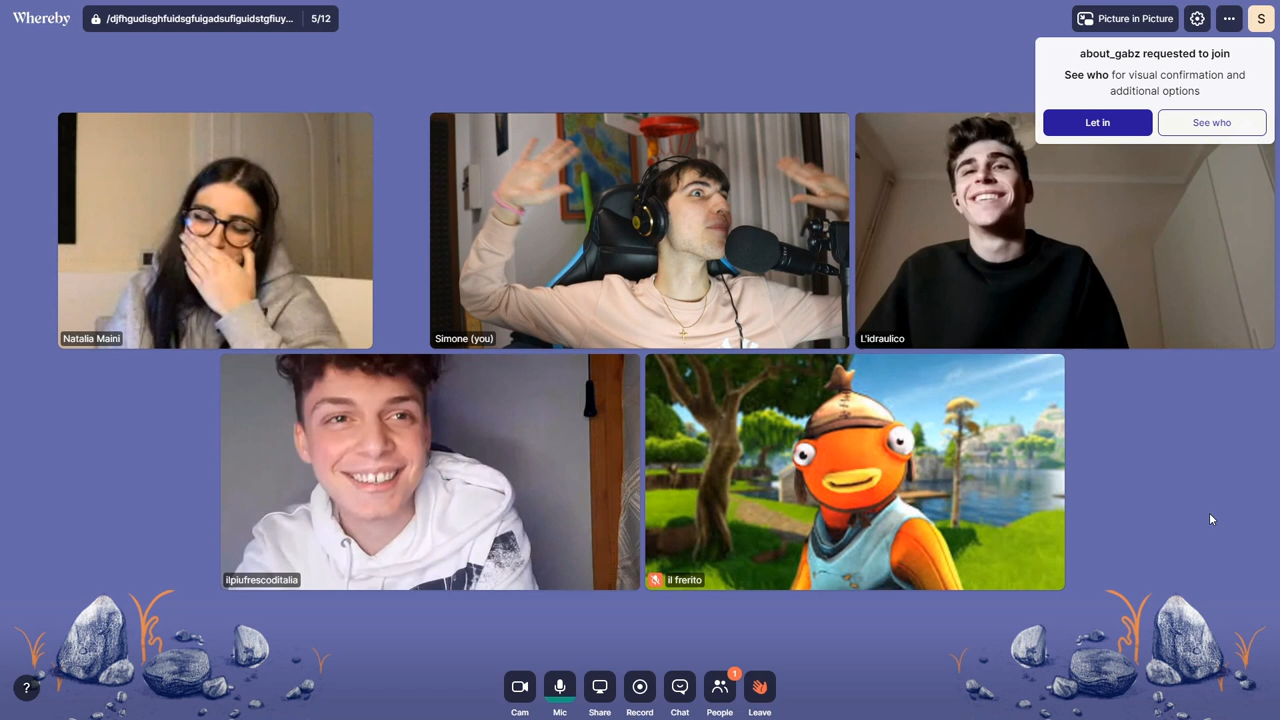 Whereby
/djfhgudisghfuidsgfuigadsufiguidstgfiuy...
5/12
Picture in Picture
S
about_gabz requested to join
See who for visual confirmation and
additional options
Let in
See who
Natalia Maini
Simone (you)
L'idraulico
ilpiufrescoditalia
il frerito
?
1
Cam
Mic
Share
Record
Chat
People
Leave